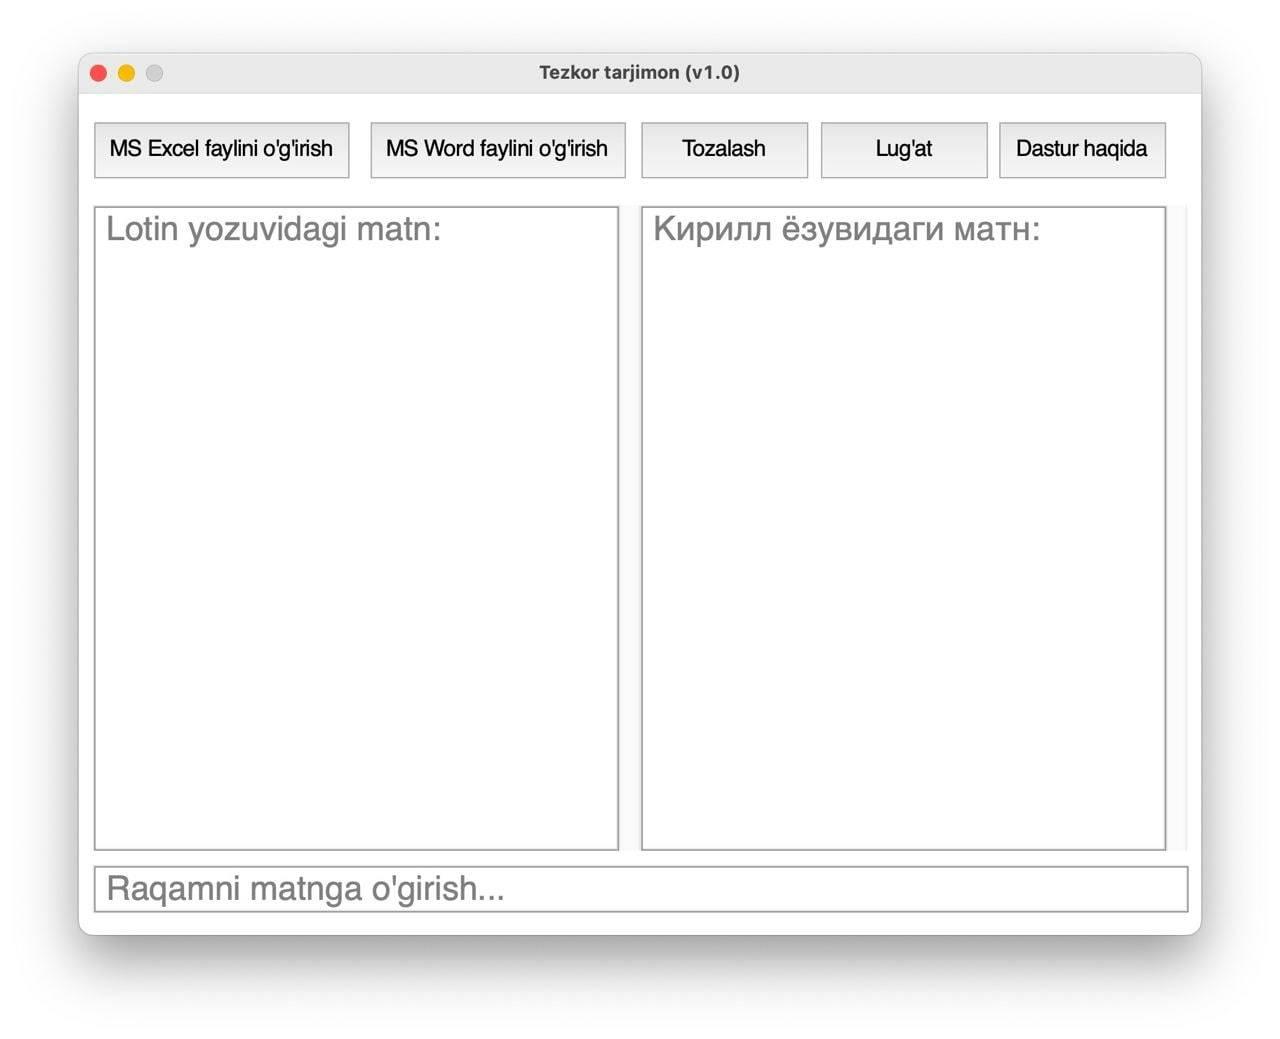 Tezkor tarjimon (v1.0)
MS Excel faylini o'g'irish
MS Word faylini o'g'irish
Tozalash
Lug'at
Dastur haqida
Lotin yozuvidagi matn:
Кирилл ёзувидаги матн:
Raqamni matnga o'girish...